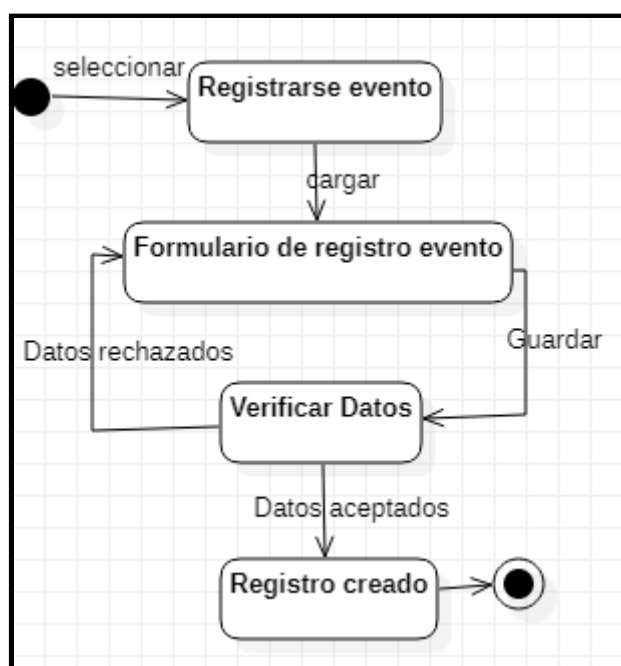 seleccionar
Registrarse evento
cargar
Formulario de registro evento
Datos rechazados
Guardar
Verificar Datos
Datos aceptados
Registro creado